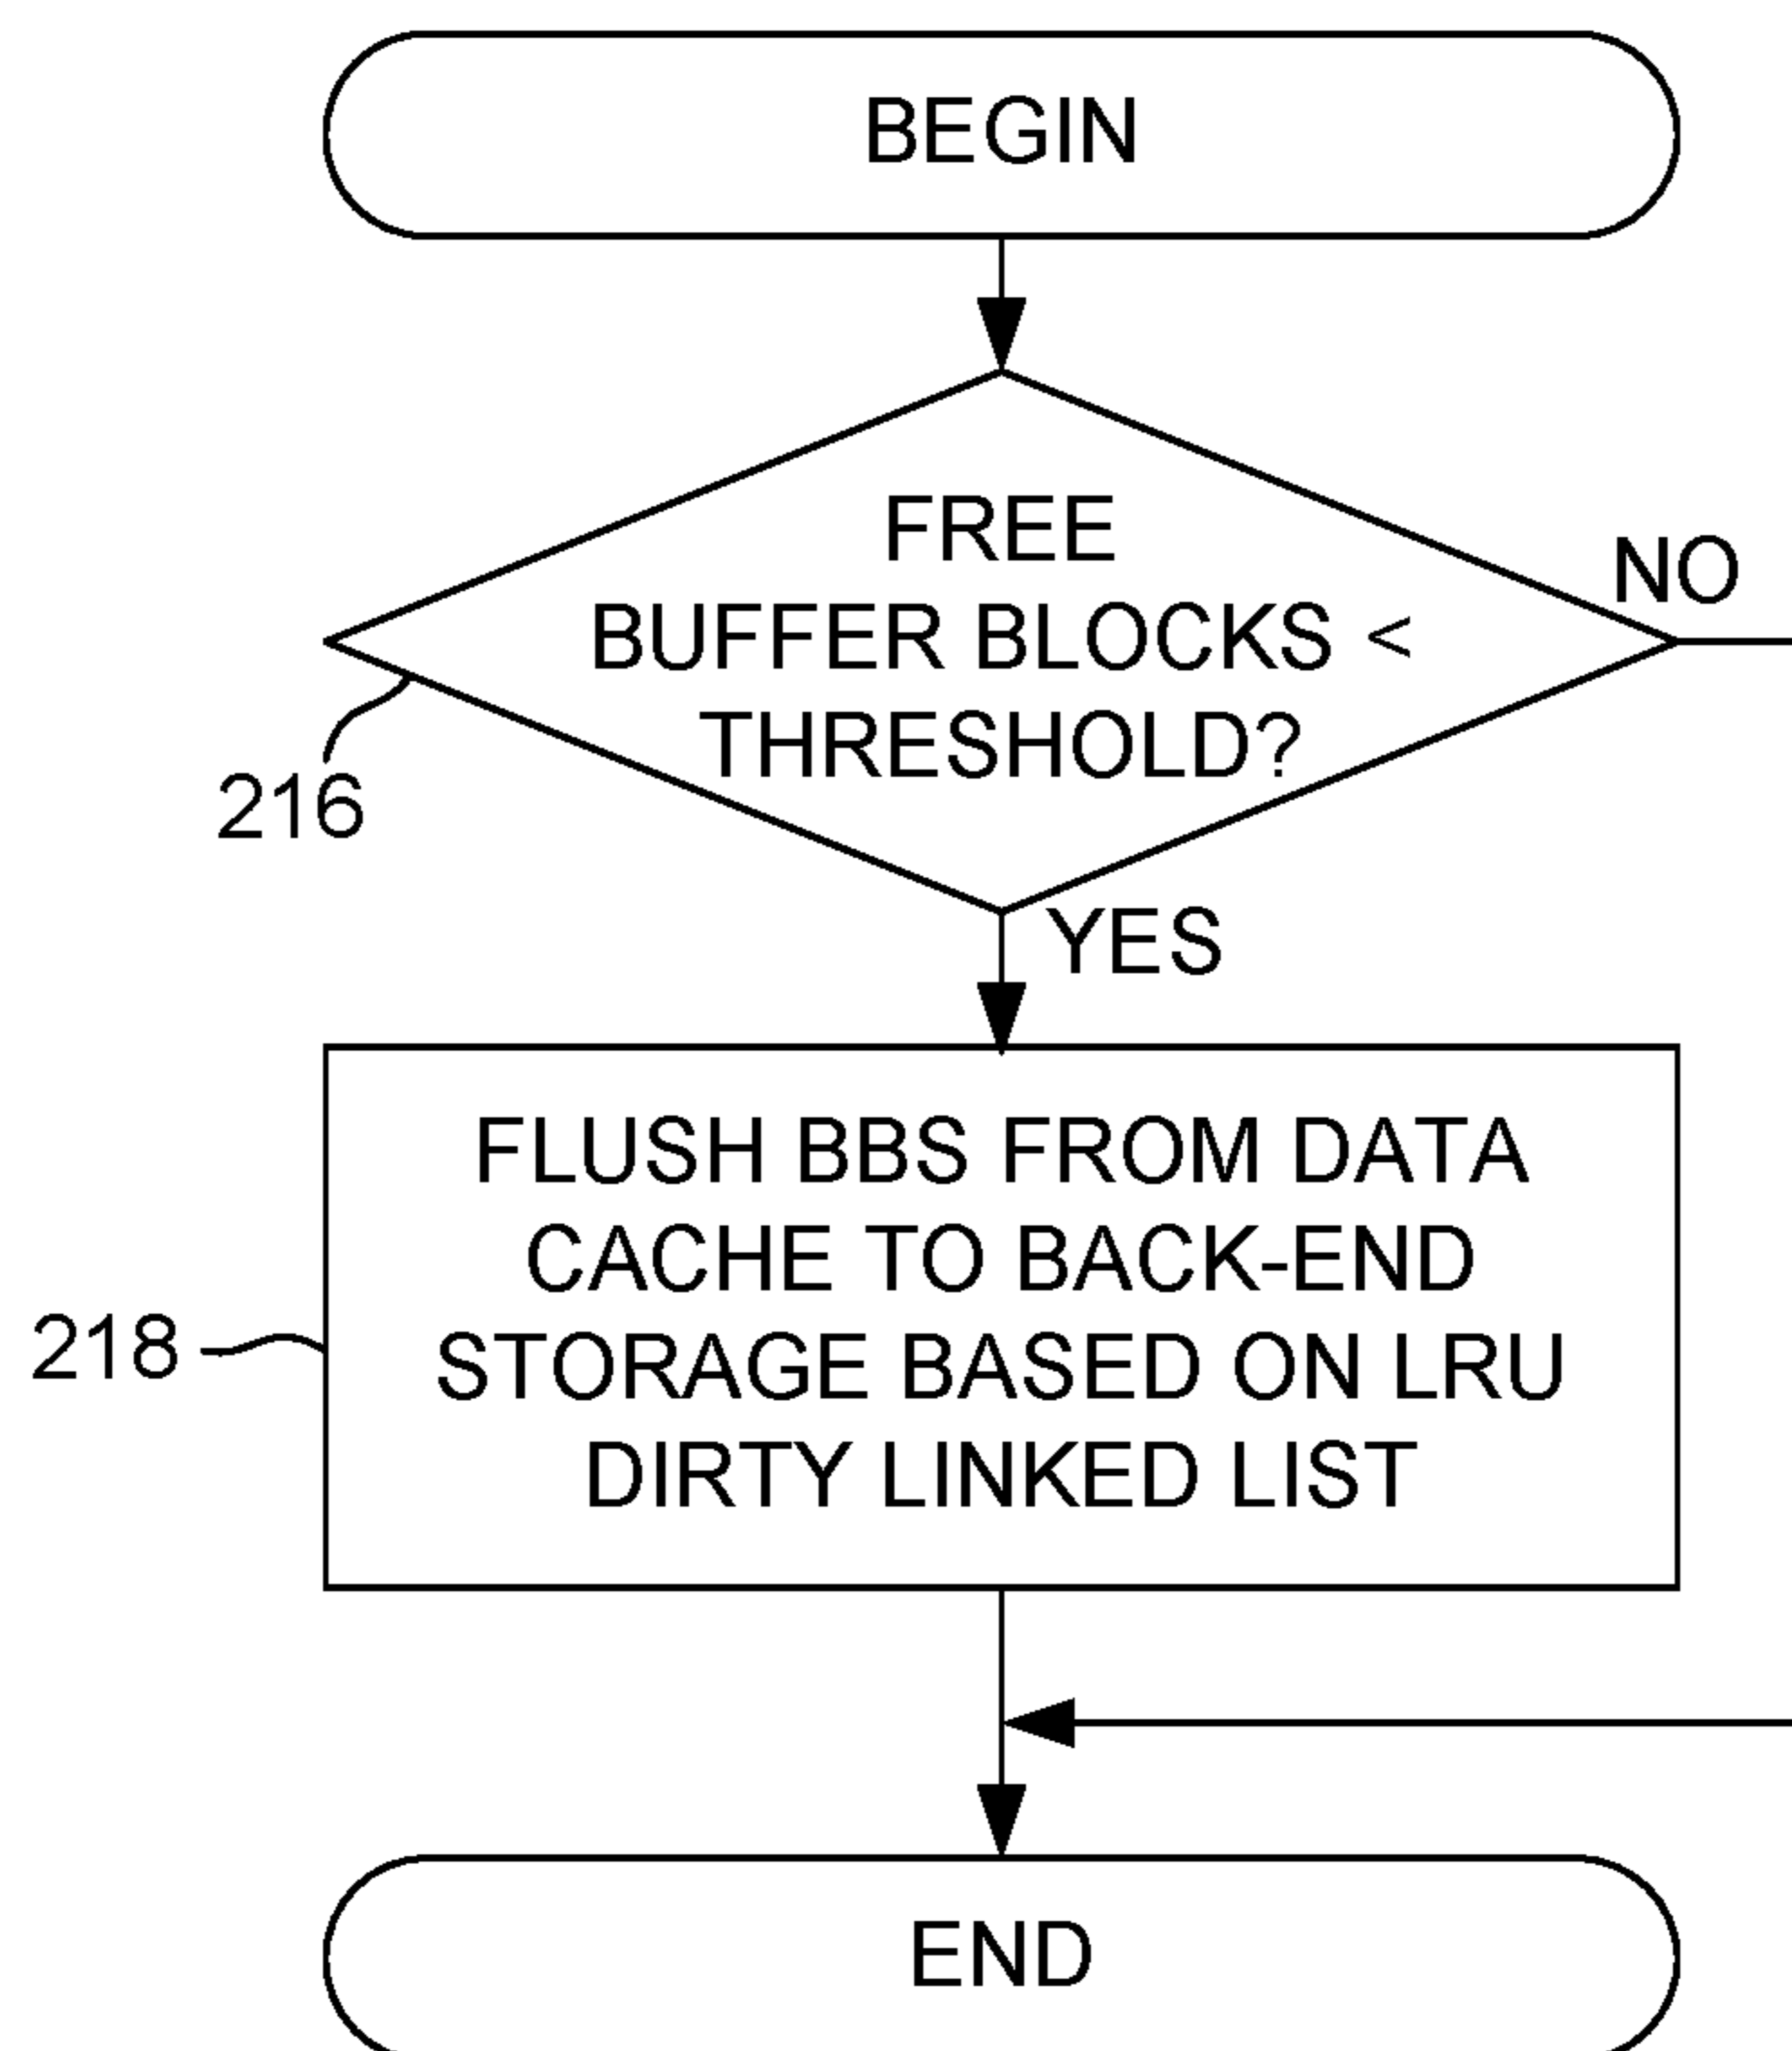 BEGIN
FREE
BUFFER BLOCKS <
THRESHOLD?
NO
216
YES
FLUSH BBS FROM DATA
CACHE TO BACK-END
STORAGE BASED ON LRU
DIRTY LINKED LIST
218
END